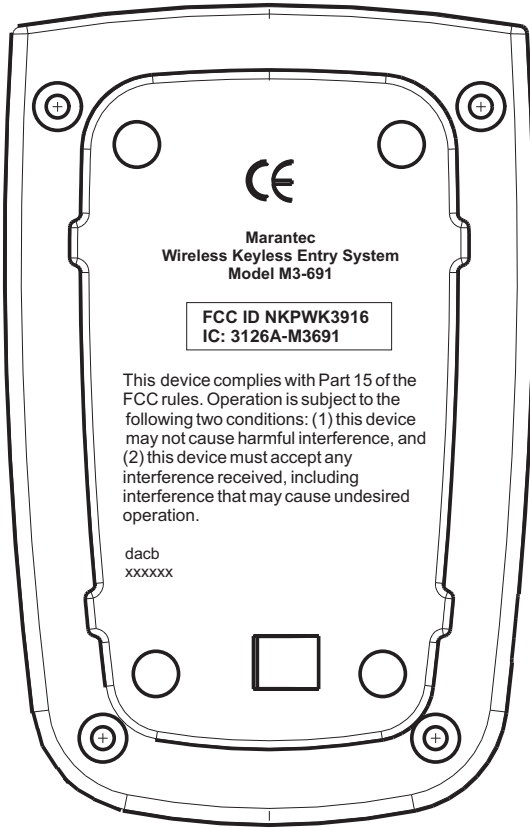 CE
Marantec
Wireless Keyless Entry System
Model M3-691
FCC ID NKPWK3916
IC: 3126A-M3691
This device complies with Part 15 of the
FCC rules. Operation is subject to the
following two conditions: (1) this device
may not cause harmful interference, and
(2) this device must accept any
interference received, including
interference that may cause undesired
operation.
dacb
xxxxxx